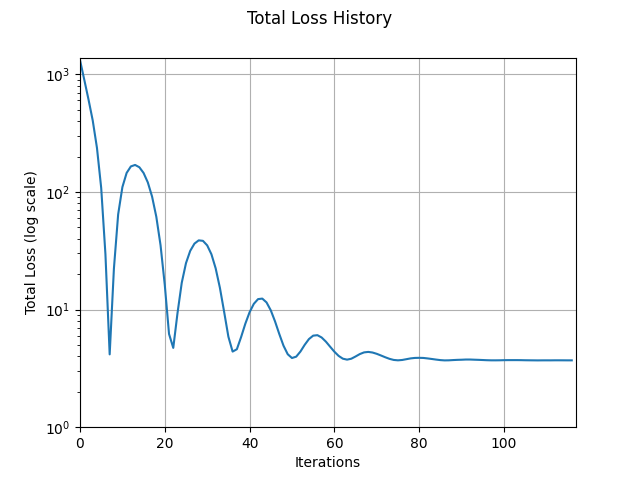 Total Loss History
Total Loss (log scale)
10³
10²
10¹
10⁰
0 20 40 60 80 100
Iterations